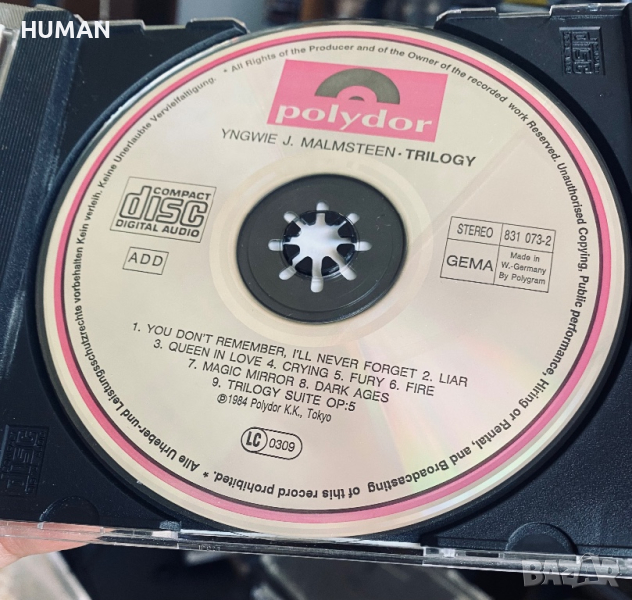 HUMAN
polydor
YNGWIE J. MALMSTEEN · TRILOGY
COMPACT
disc
DIGITAL AUDIO
ADD
STEREO 831 073-2
GEMA Made in W.-Germany By Polygram
1. YOU DON'T REMEMBER, I'LL NEVER FORGET 2. LIAR
3. QUEEN IN LOVE 4. CRYING 5. FURY 6. FIRE
7. MAGIC MIRROR 8. DARK AGES
9. TRILOGY SUITE OP:5
℗1984 Polydor K.K., Tokyo
LC 0309
* All Rights of the Producer and of the Owner of the recorded work Reserved. Unauthorised Copying, Public performance, Hiring or Rental, and Broadcasting of this record prohibited.
* Alle Urheber-und Leistungsschutzrechte vorbehalten Kein verleih. Keine Unerlaubte Vervielfaltigung.
BAZAR